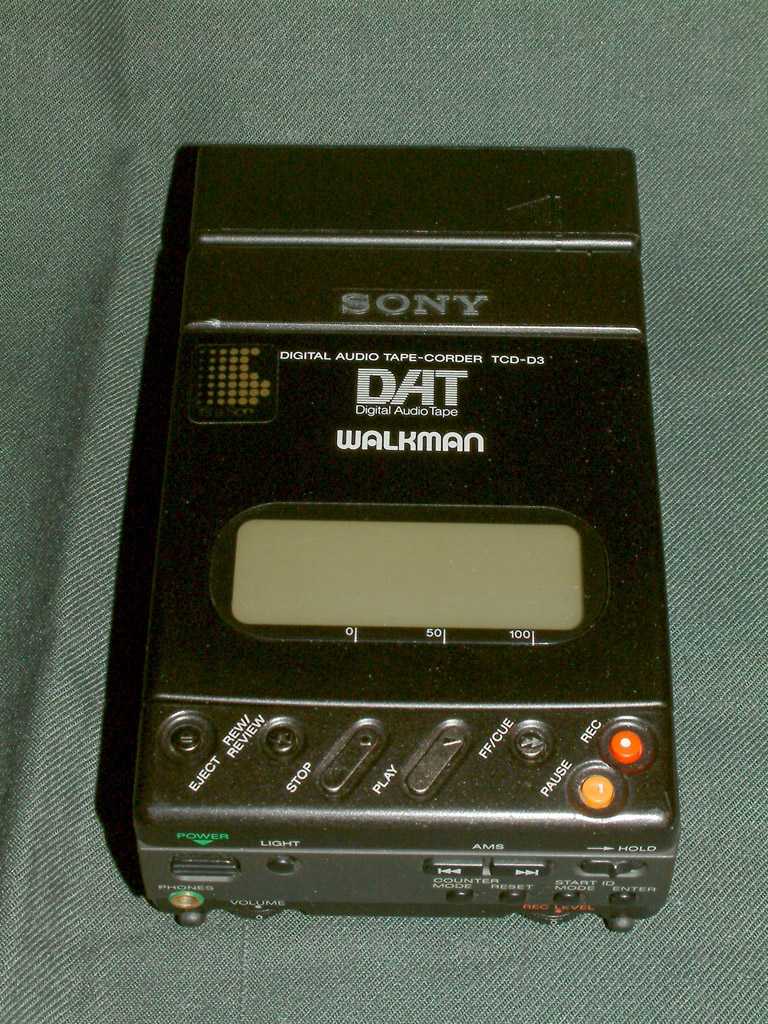 SONY
DIGITAL AUDIO TAPE-CORDER TCD-D3
DAT
Digital Audio Tape
WALKMAN
0 50 100
EJECT
REW/
REVIEW
STOP
PLAY
FF/CUE
PAUSE
REC
POWER
LIGHT
AMS
HOLD
PHONES
VOLUME
COUNTER
MODE
RESET
START ID
MODE
ENTER
REC LEVEL